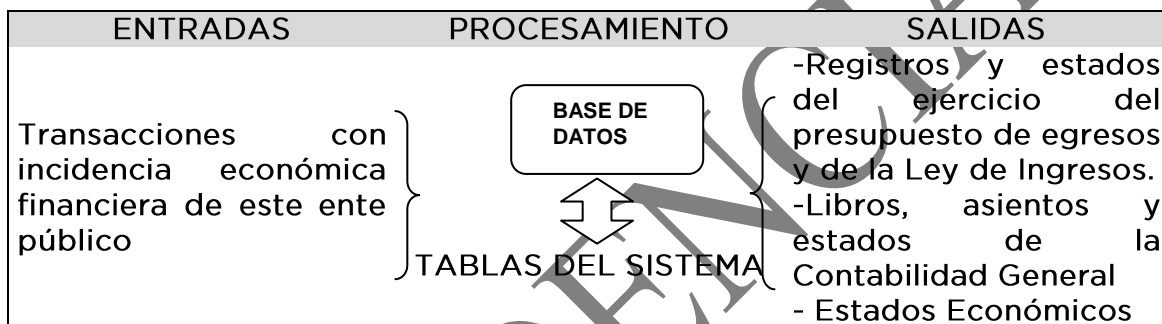 ENTRADAS PROCESAMIENTO SALIDAS
Transacciones con
incidencia económica
financiera de este ente
público
BASE DE
DATOS
TABLAS DEL SISTEMA
-Registros y estados
del ejercicio del
presupuesto de egresos
y de la Ley de Ingresos.
-Libros, asientos y
estados de la
Contabilidad General
- Estados Económicos